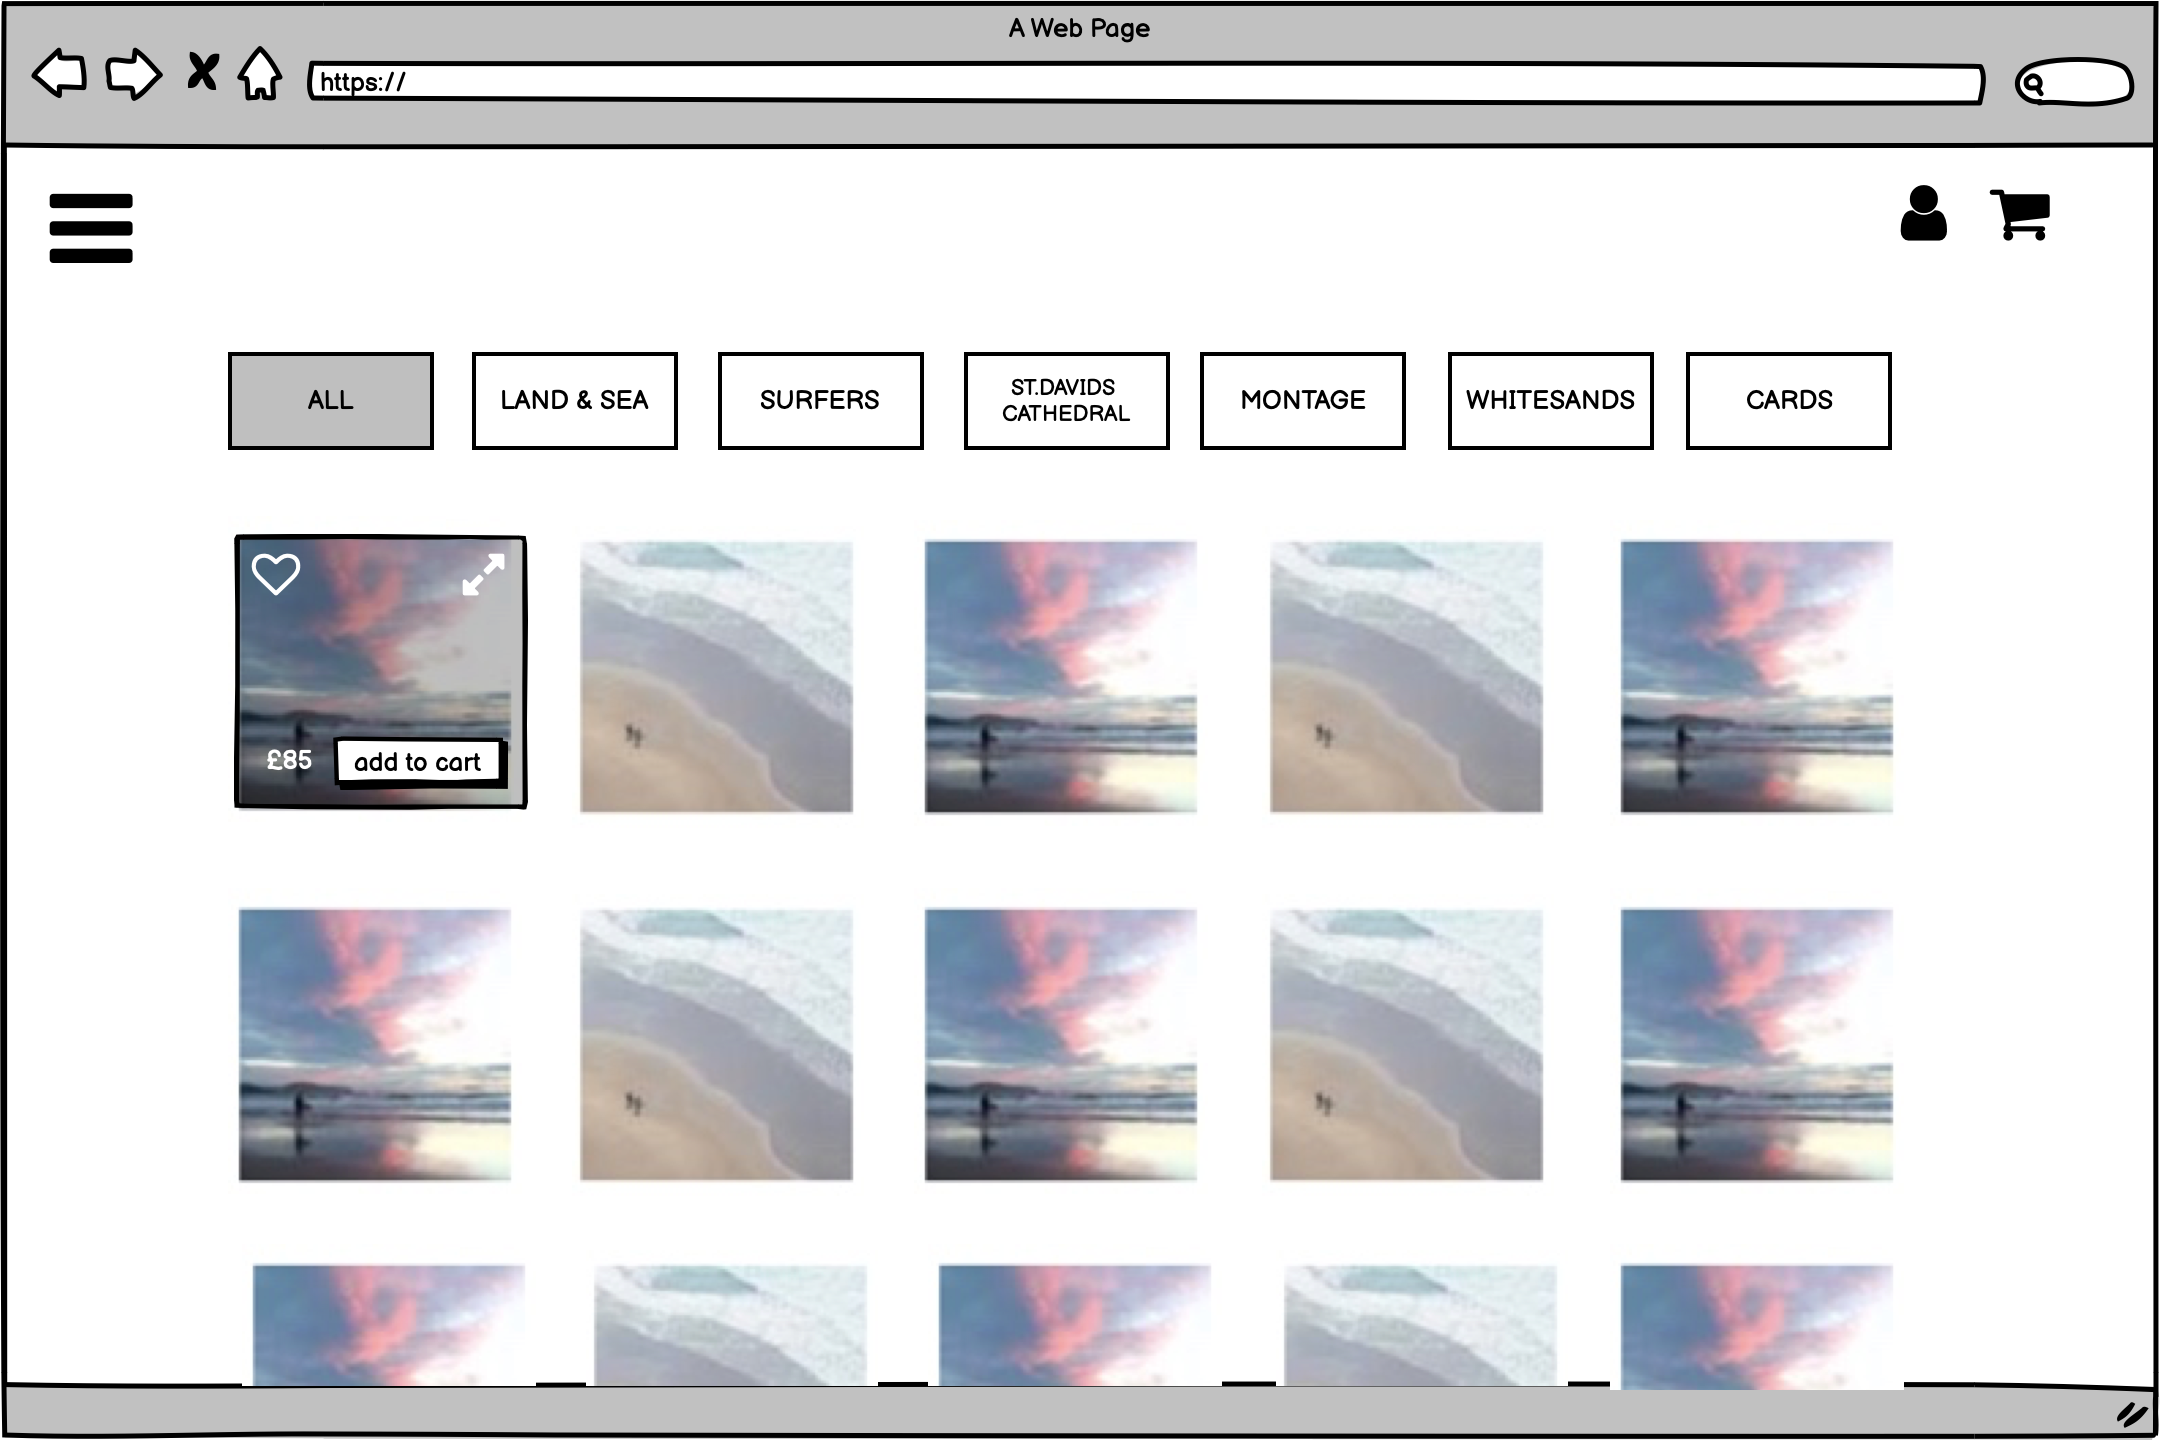 A Web Page
https://
ALL
LAND & SEA
SURFERS
ST.DAVIDS
CATHEDRAL
MONTAGE
WHITESANDS
CARDS
£85
add to cart